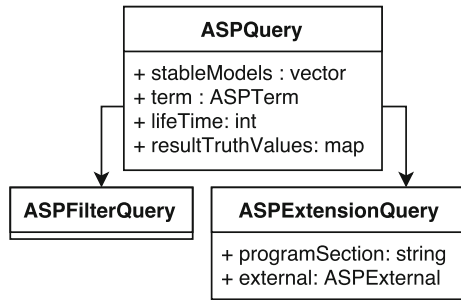 ASPQuery
+ stableModels : vector
+ term : ASPTerm
+ lifeTime: int
+ resultTruthValues: map
ASPFilterQuery
ASPExtensionQuery
+ programSection: string
+ external: ASPExternal